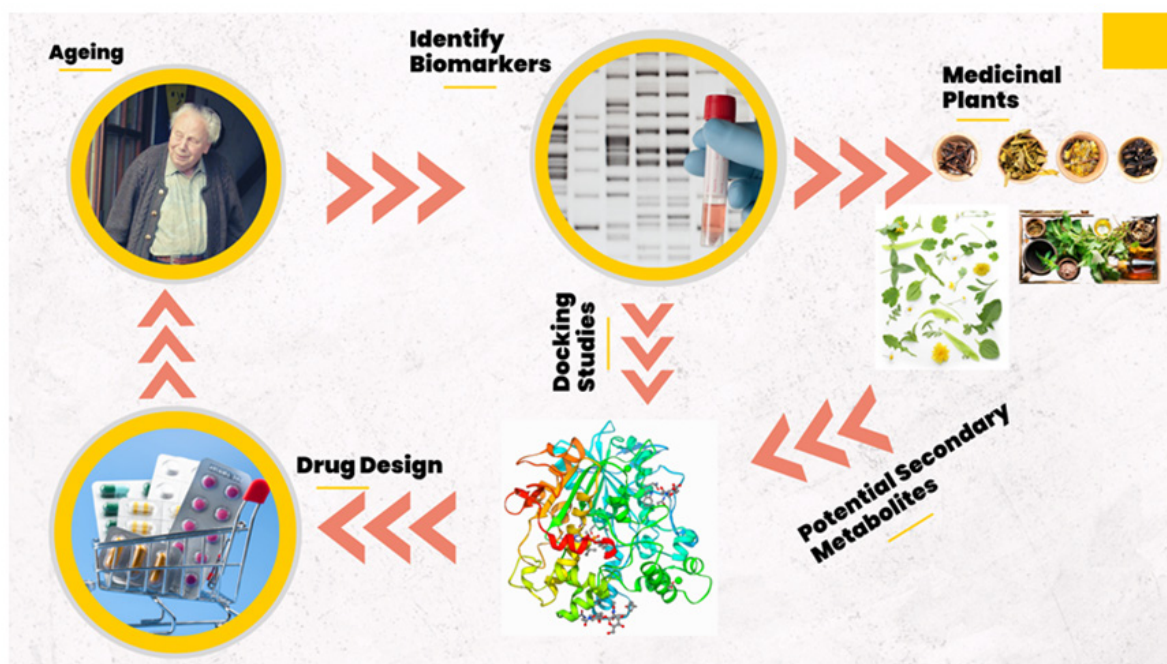 Ageing
Identify
Biomarkers
Medicinal
Plants
Docking
Studies
Potential Secondary
Metabolites
Drug Design